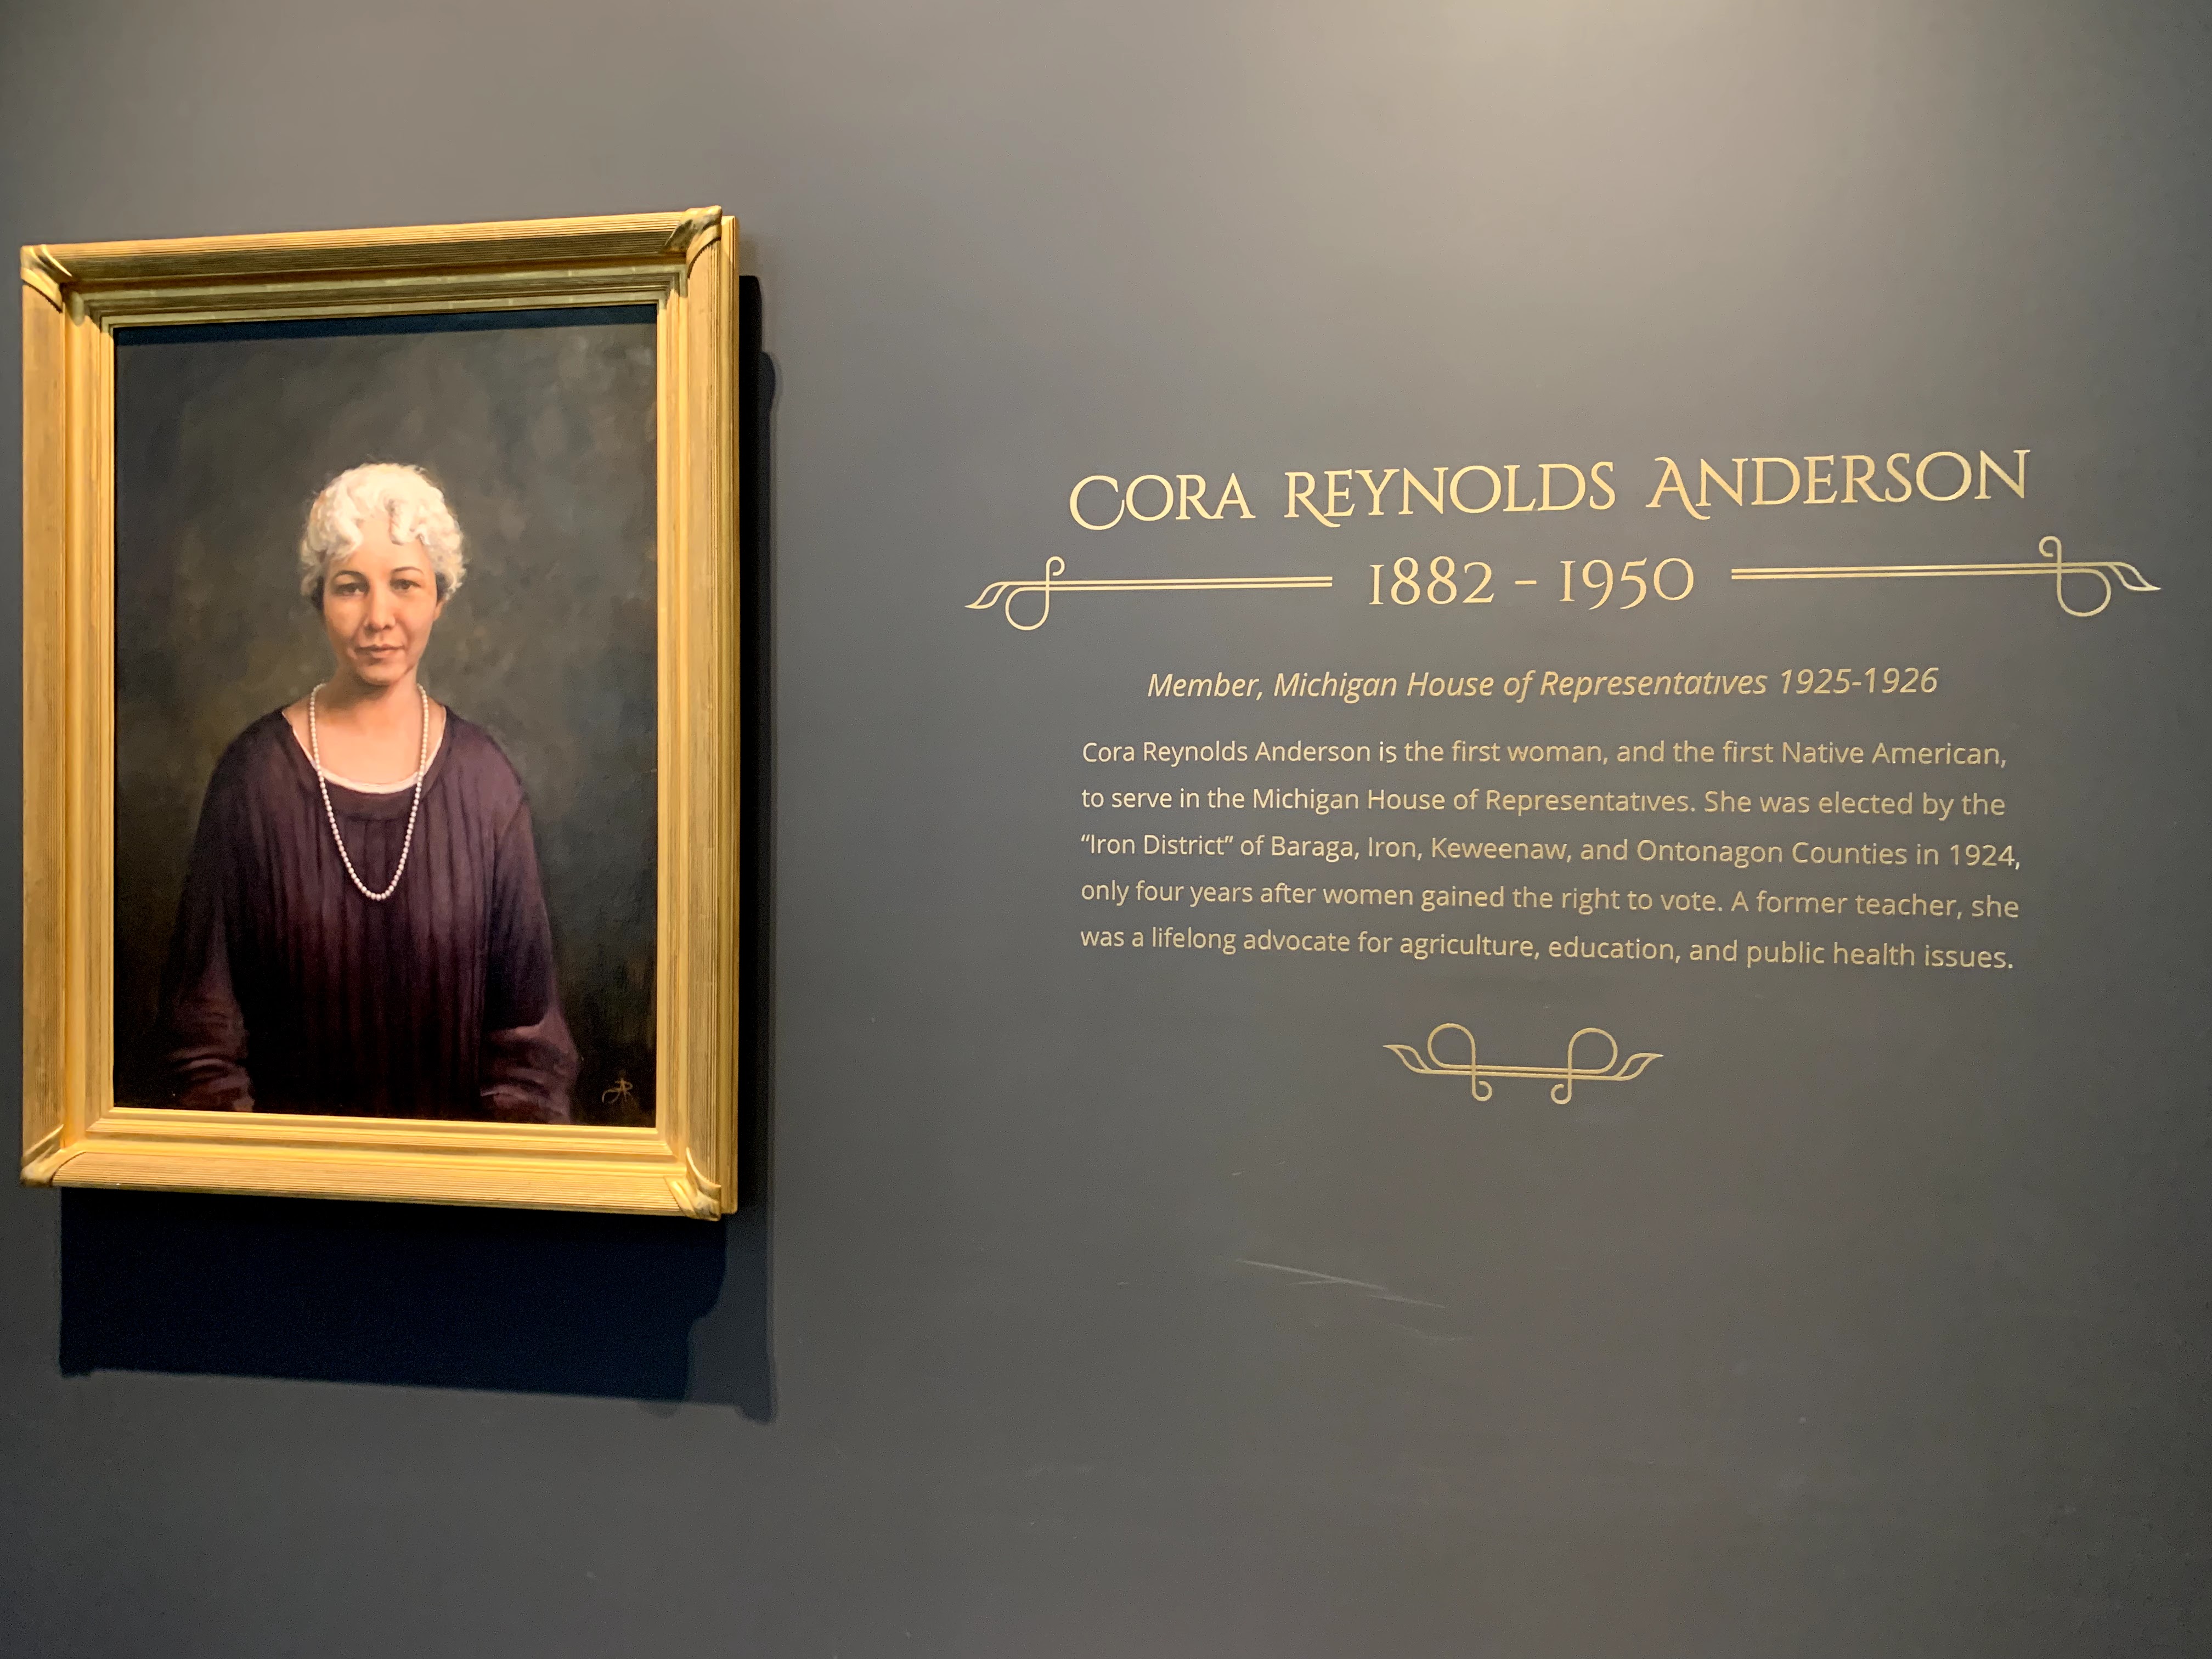 CORA REYNOLDS ANDERSON
1882 - 1950
Member, Michigan House of Representatives 1925-1926
Cora Reynolds Anderson is the first woman, and the first Native American,
to serve in the Michigan House of Representatives. She was elected by the
“Iron District” of Baraga, Iron, Keweenaw, and Ontonagon Counties in 1924,
only four years after women gained the right to vote. A former teacher, she
was a lifelong advocate for agriculture, education, and public health issues.